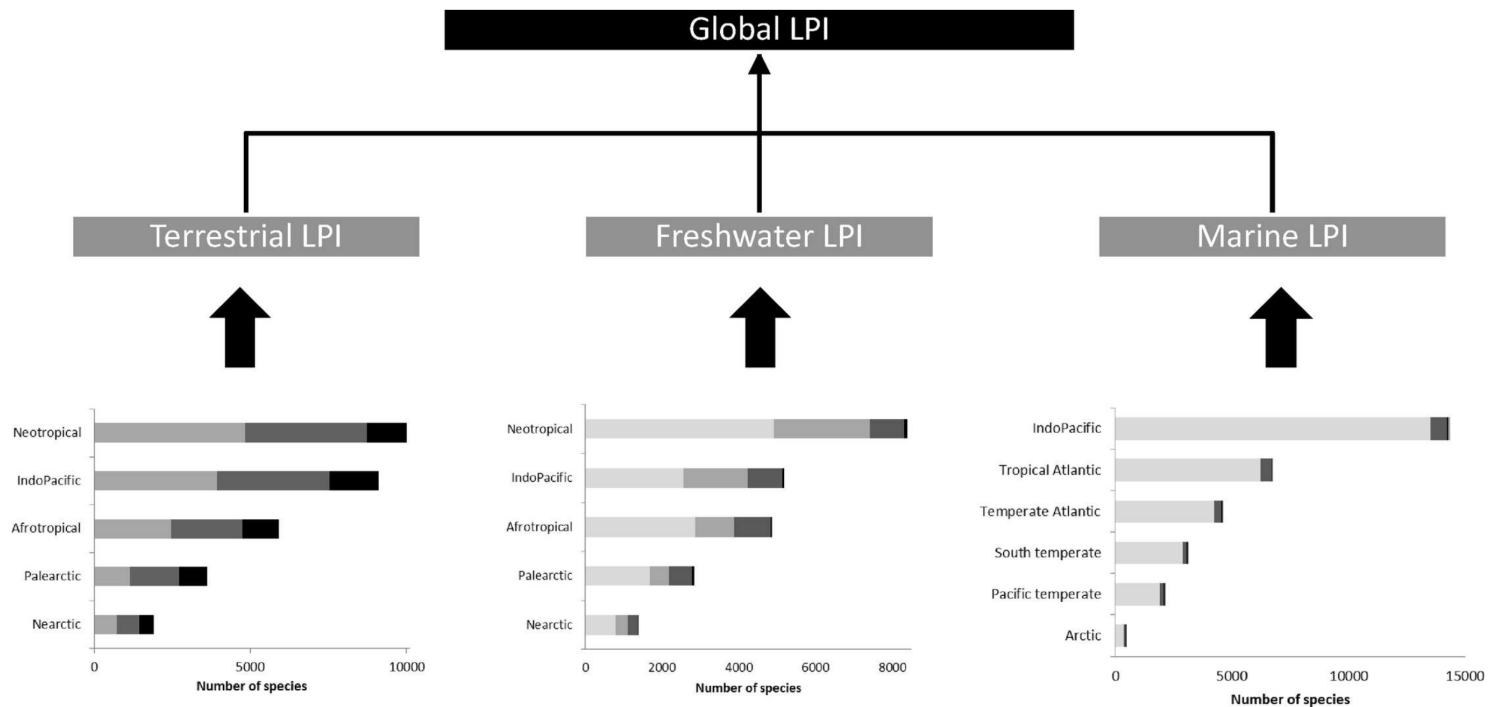 Global LPI
Terrestrial LPI
Freshwater LPI
Marine LPI
Neotropical
IndoPacific
Afrotropical
Palearctic
Nearctic
0 5000 10000
Number of species
Neotropical
IndoPacific
Afrotropical
Palearctic
Nearctic
0 2000 4000 6000 8000
Number of species
IndoPacific
Tropical Atlantic
Temperate Atlantic
South temperate
Pacific temperate
Arctic
0 5000 10000 15000
Number of species